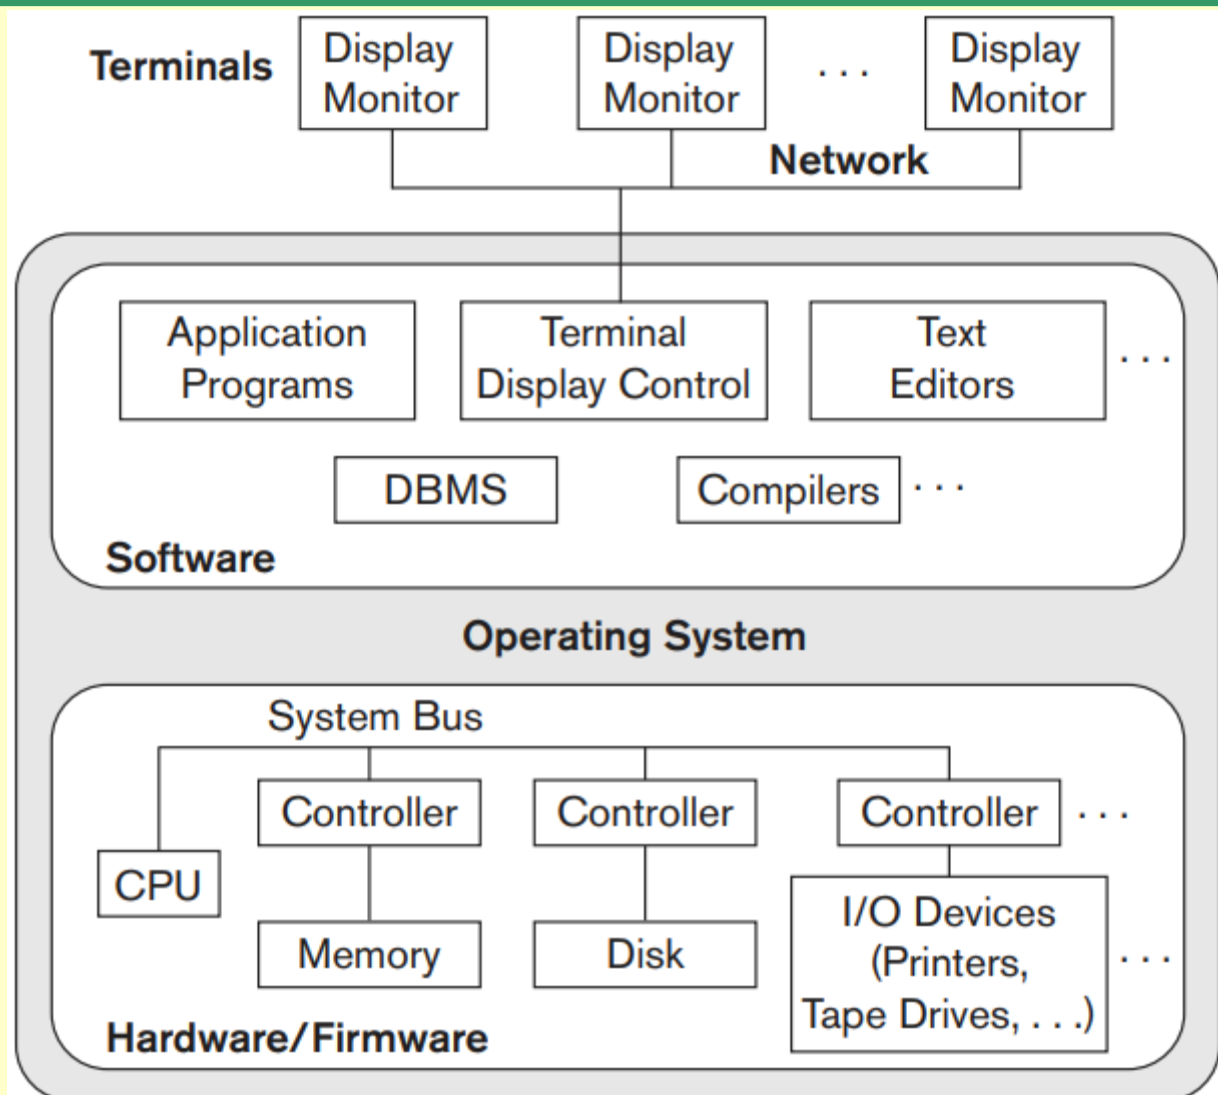 Terminals
Display
Monitor
Display
Monitor
. . .
Display
Monitor
Network
Application
Programs
Terminal
Display Control
Text
Editors
. . .
DBMS
Compilers
. . .
Software
Operating System
System Bus
Controller
Controller
Controller
. . .
CPU
Memory
Disk
I/O Devices
(Printers,
Tape Drives, . . .)
. . .
Hardware/Firmware